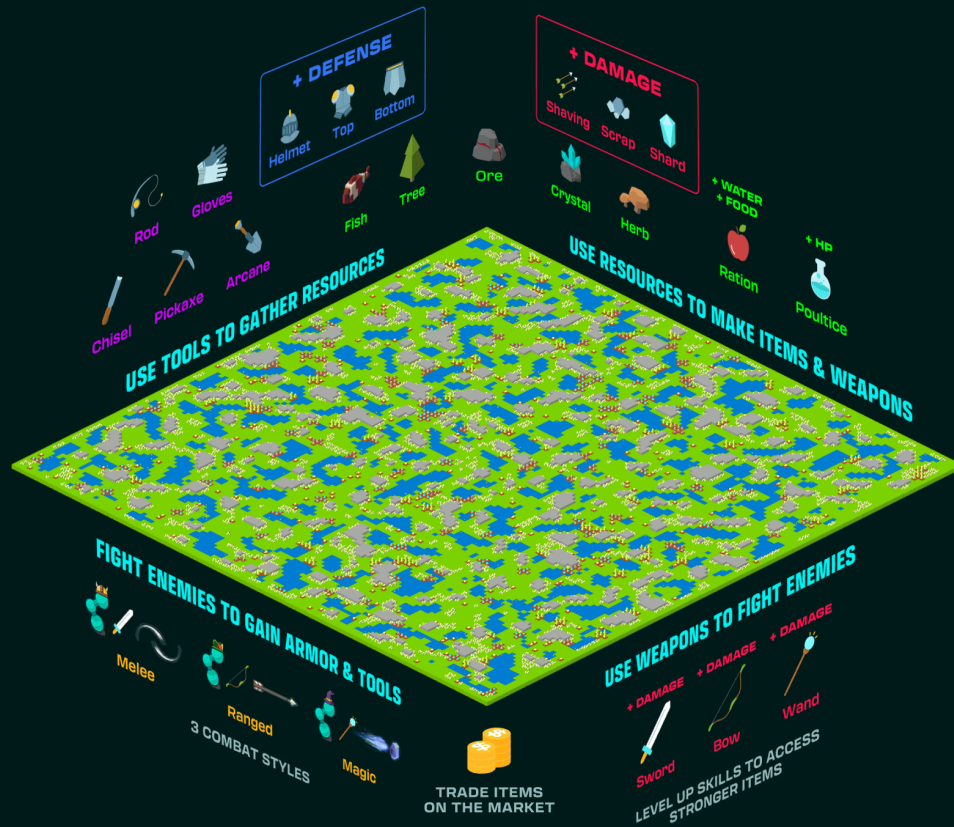 + DEFENSE
Helmet
Top
Bottom
+ DAMAGE
Shaving
Scrap
Shard
Rod
Gloves
Chisel
Pickaxe
Arcane
Fish
Tree
Ore
Crystal
Herb
+ WATER
+ FOOD
Ration
+ HP
Poultice
USE TOOLS TO GATHER RESOURCES
USE RESOURCES TO MAKE ITEMS & WEAPONS
FIGHT ENEMIES TO GAIN ARMOR & TOOLS
Melee
Ranged
Magic
3 COMBAT STYLES
TRADE ITEMS
ON THE MARKET
USE WEAPONS TO FIGHT ENEMIES
+ DAMAGE
Sword
+ DAMAGE
Bow
+ DAMAGE
Wand
LEVEL UP SKILLS TO ACCESS
STRONGER ITEMS